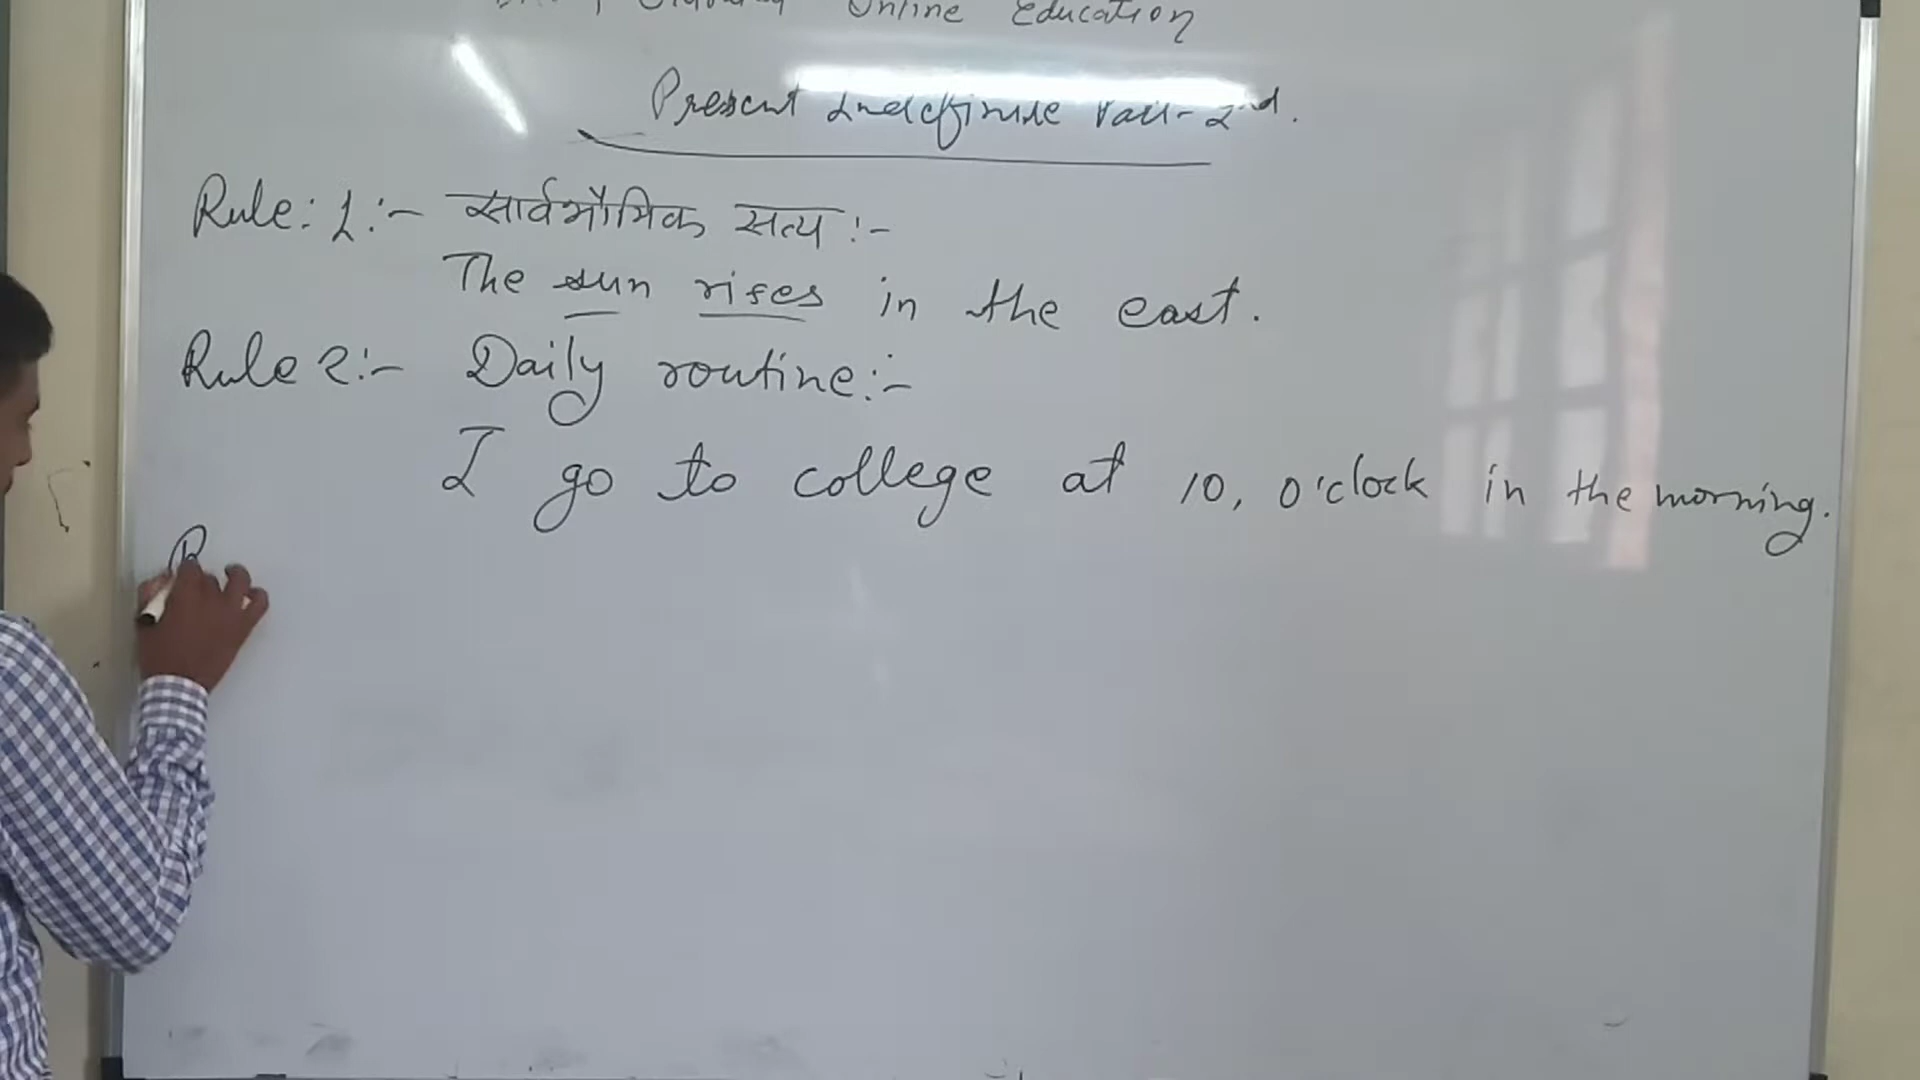 Online Education
Present Indefinite Part-2nd.
Rule: 1:- सार्वभौमिक सत्य:-
The sun rises in the east.
Rule 2:- Daily routine:-
I go to college at 10, o'clock in the morning.
R